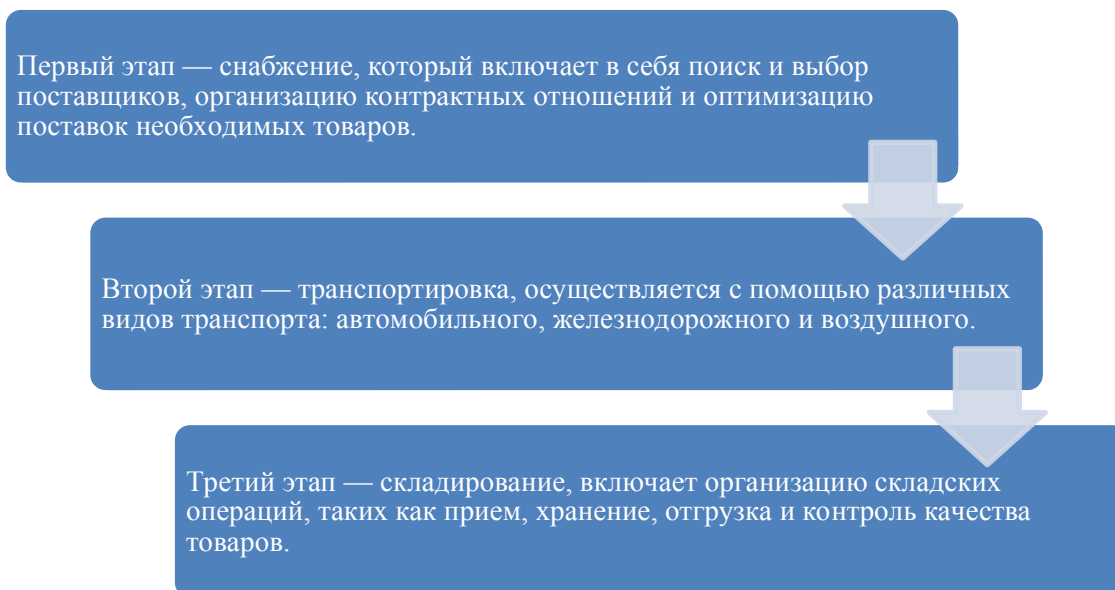 Первый этап — снабжение, который включает в себя поиск и выбор
поставщиков, организацию контрактных отношений и оптимизацию
поставок необходимых товаров.
Второй этап — транспортировка, осуществляется с помощью различных
видов транспорта: автомобильного, железнодорожного и воздушного.
Третий этап — складирование, включает организацию складских
операций, таких как прием, хранение, отгрузка и контроль качества
товаров.